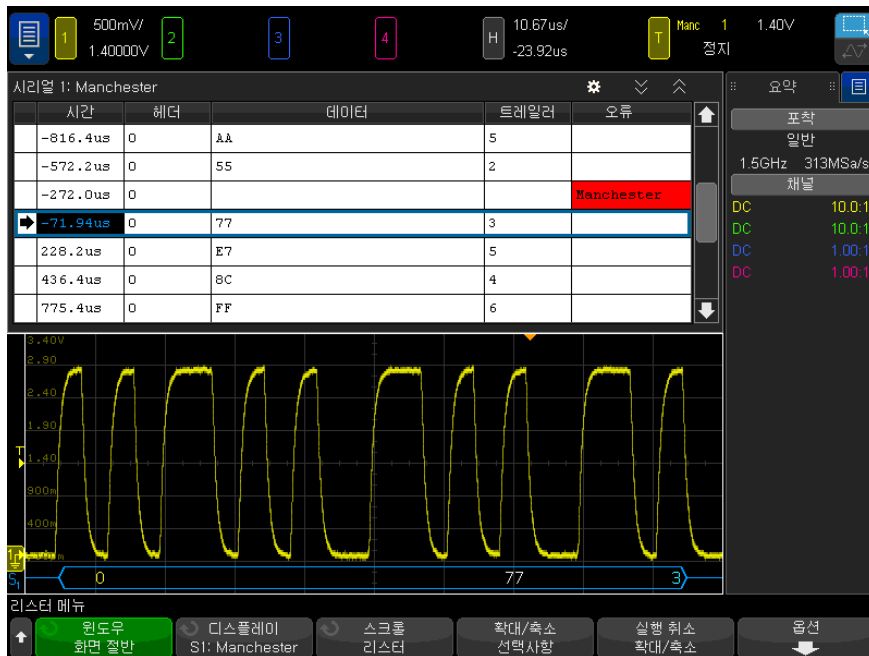 1 500mV/ 1.40000V 2 3 4 H 10.67us/ -23.92us T Manc 1 1.40V 정지
시리얼 1: Manchester
시간 헤더 데이터 트레일러 오류
-816.4us 0 AA 5
-572.2us 0 55 2
-272.0us 0 Manchester
-71.94us 0 77 3
228.2us 0 E7 5
436.4us 0 8C 4
775.4us 0 FF 6
요약
포착
일반
1.5GHz 313MSa/s
채널
DC 10.0:1
DC 10.0:1
DC 1.00:1
DC 1.00:1
3.40V
2.90
2.40
1.90
T
1.40
900m
400m
1
S1 0 77 3
리스터 메뉴
윈도우 화면 절반
디스플레이 S1: Manchester
스크롤 리스터
확대/축소 선택사항
실행 취소 확대/축소
옵션